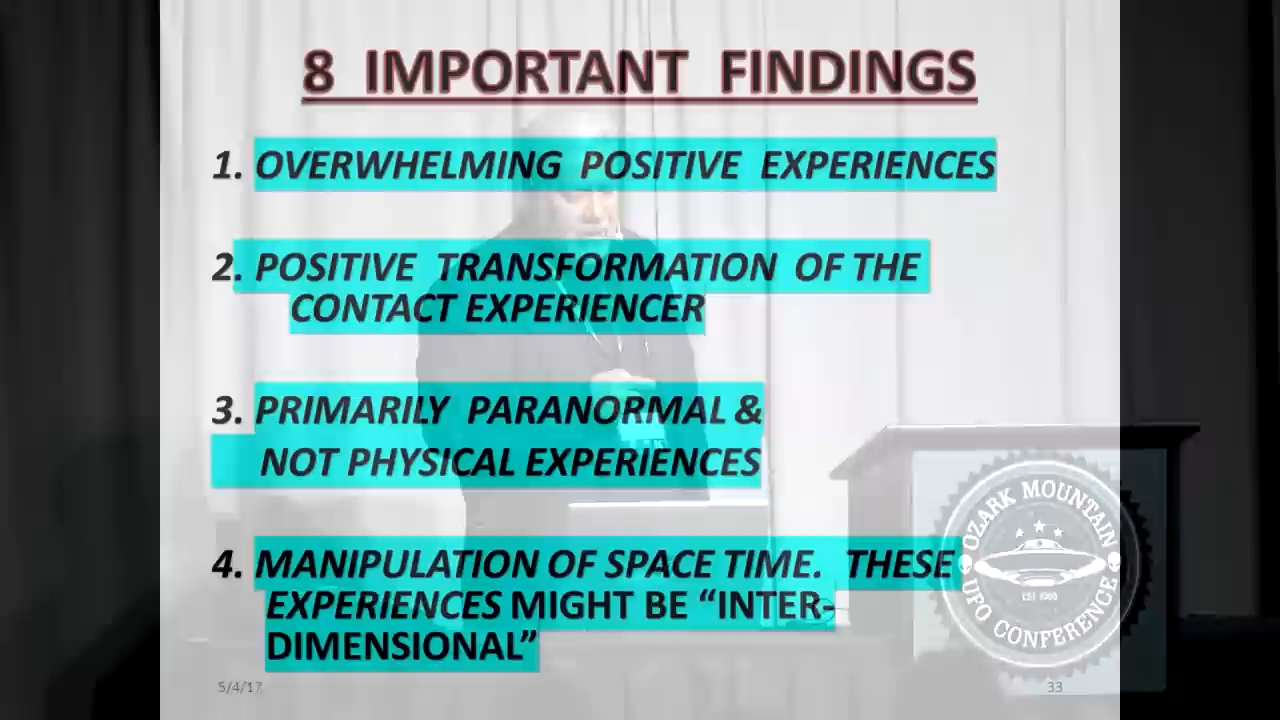 8 IMPORTANT FINDINGS
1. OVERWHELMING POSITIVE EXPERIENCES
2. POSITIVE TRANSFORMATION OF THE
CONTACT EXPERIENCER
3. PRIMARILY PARANORMAL &
NOT PHYSICAL EXPERIENCES
4. MANIPULATION OF SPACE TIME. THESE
EXPERIENCES MIGHT BE “INTER-
DIMENSIONAL”
OZARK MOUNTAIN
UFO CONFERENCE
5/4/17
33